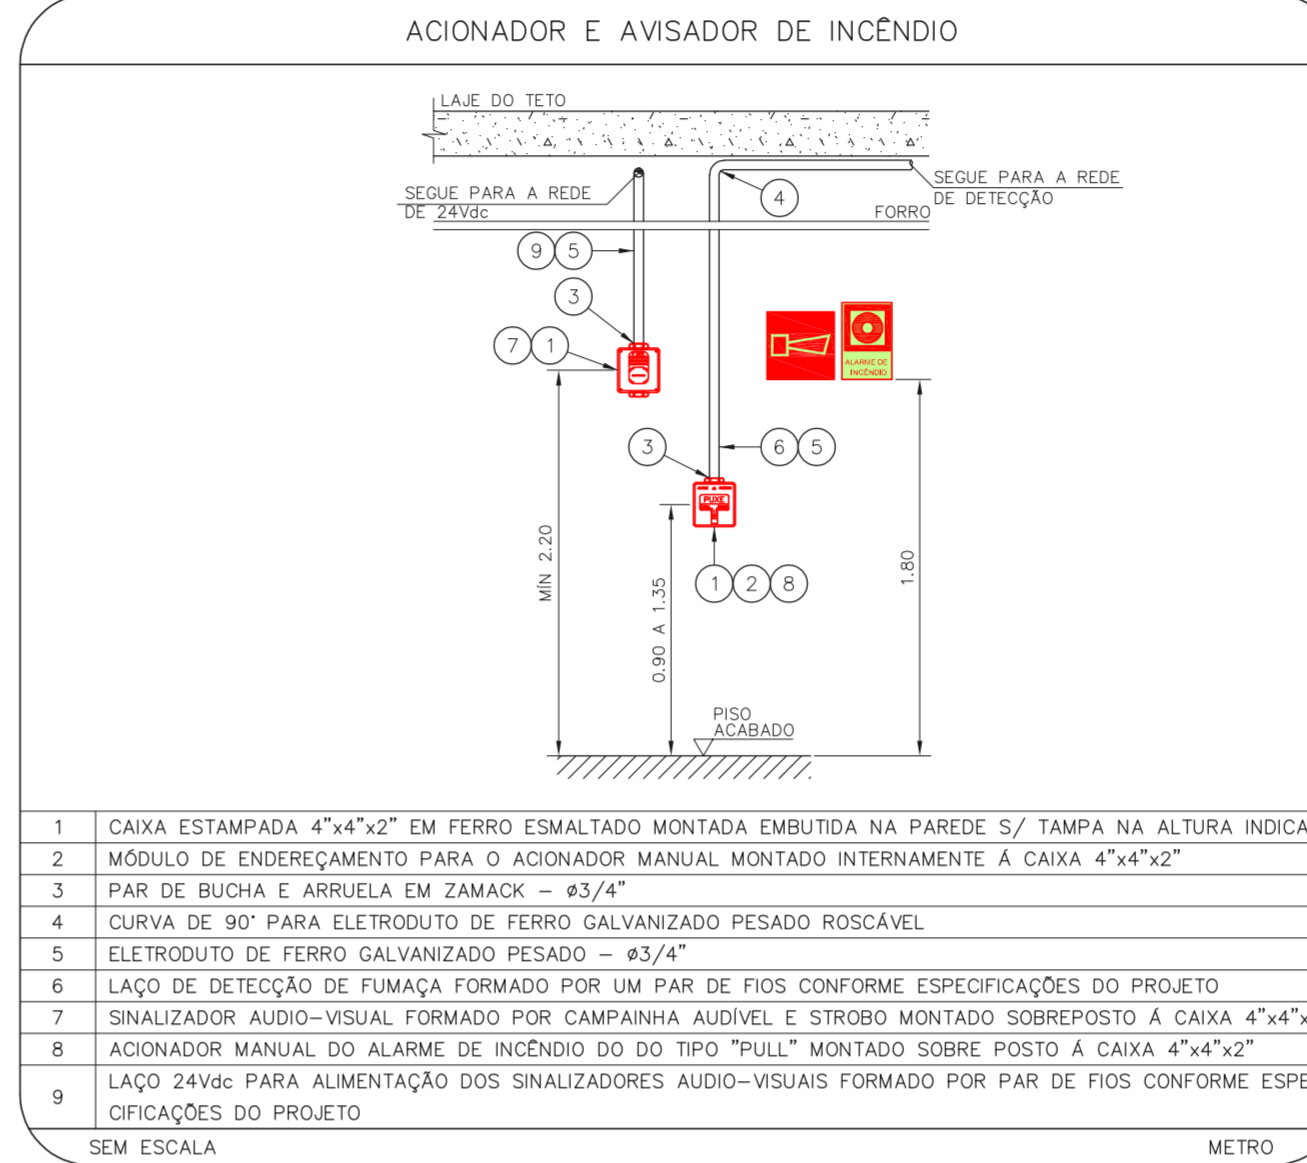 ACIONADOR E AVISADOR DE INCÊNDIO
LAJE DO TETO
SEGUE PARA A REDE
DE 24Vdc
SEGUE PARA A REDE
DE DETECÇÃO
4
FORRO
9 5
3
7 1
ALARME DE
INCÊNDIO
3
6 5
PUXE
1 2 8
MÍN 2.20
0.90 A 1.35
1.80
PISO
ACABADO
1 CAIXA ESTAMPADA 4"x4"x2" EM FERRO ESMALTADO MONTADA EMBUTIDA NA PAREDE S/ TAMPA NA ALTURA INDICA
2 MÓDULO DE ENDEREÇAMENTO PARA O ACIONADOR MANUAL MONTADO INTERNAMENTE Á CAIXA 4"x4"x2"
3 PAR DE BUCHA E ARRUELA EM ZAMACK – ø3/4"
4 CURVA DE 90° PARA ELETRODUTO DE FERRO GALVANIZADO PESADO ROSCÁVEL
5 ELETRODUTO DE FERRO GALVANIZADO PESADO – ø3/4"
6 LAÇO DE DETECÇÃO DE FUMAÇA FORMADO POR UM PAR DE FIOS CONFORME ESPECIFICAÇÕES DO PROJETO
7 SINALIZADOR AUDIO–VISUAL FORMADO POR CAMPAINHA AUDÍVEL E STROBO MONTADO SOBREPOSTO Á CAIXA 4"x4"x
8 ACIONADOR MANUAL DO ALARME DE INCÊNDIO DO DO TIPO "PULL" MONTADO SOBRE POSTO Á CAIXA 4"x4"x2"
9 LAÇO 24Vdc PARA ALIMENTAÇÃO DOS SINALIZADORES AUDIO–VISUAIS FORMADO POR PAR DE FIOS CONFORME ESPE
CIFICAÇÕES DO PROJETO
SEM ESCALA
METRO